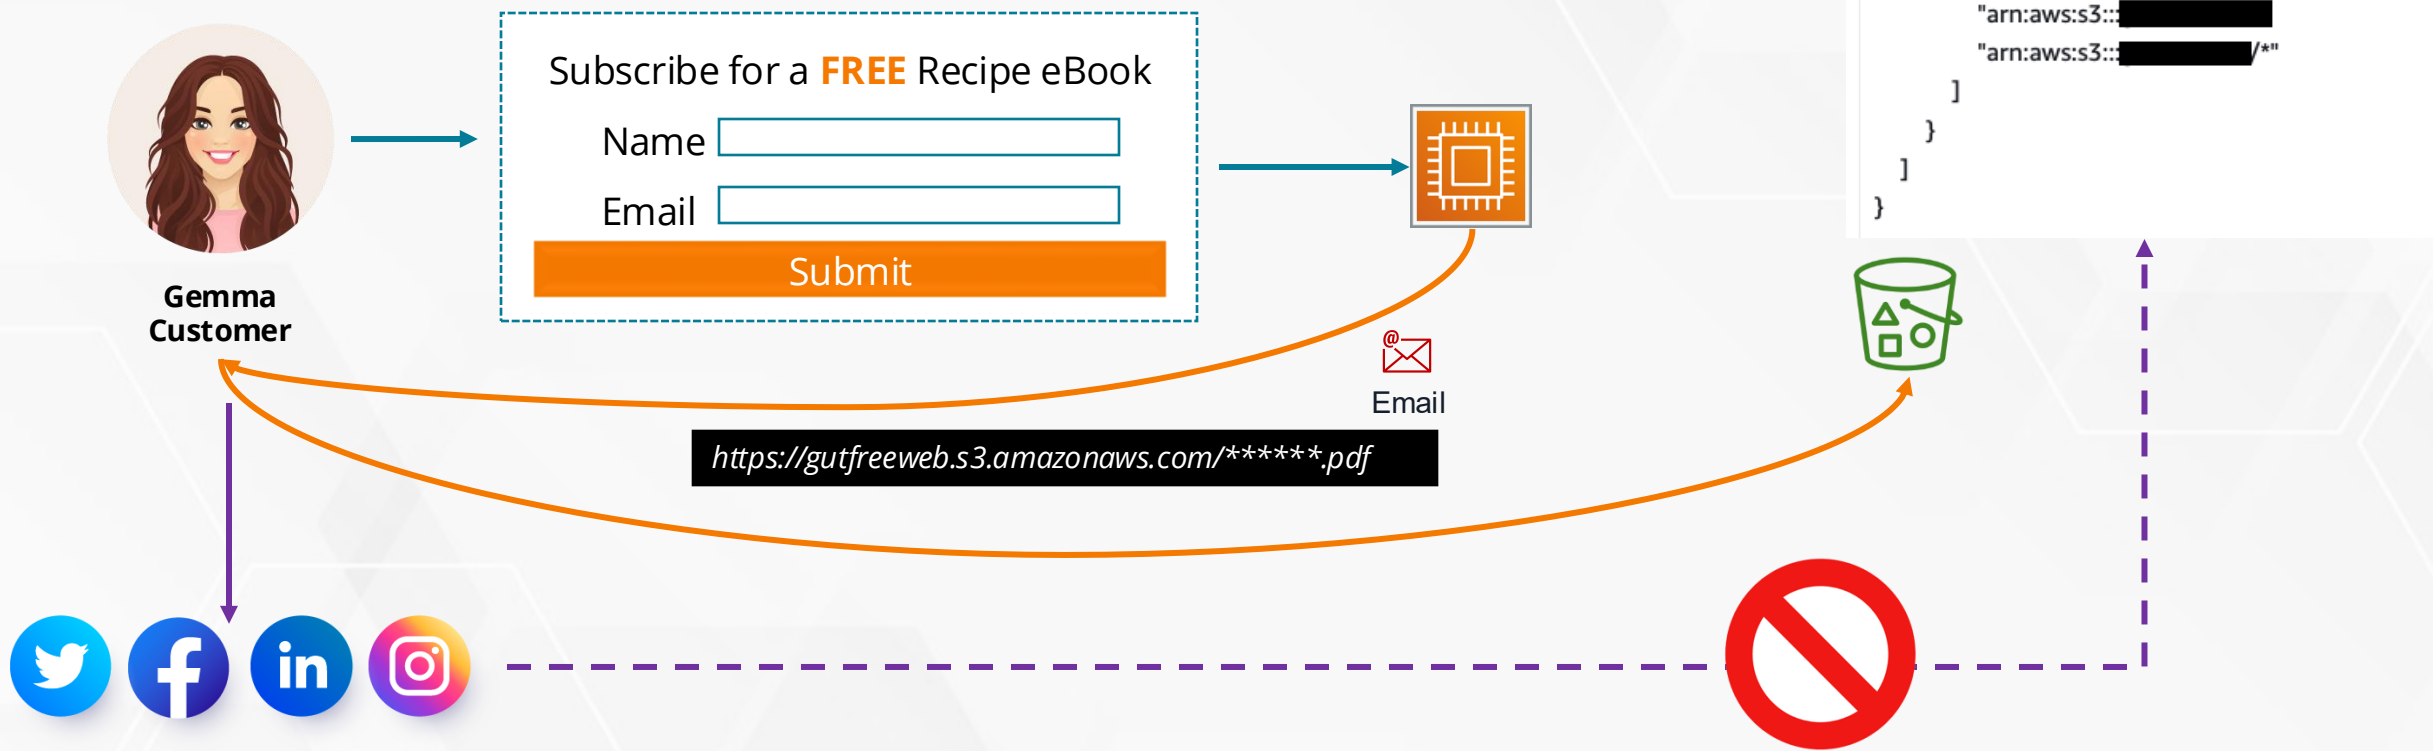 "arn:aws:s3:::
"arn:aws:s3::: /*"
]
}
]
}
Subscribe for a FREE Recipe eBook
Name
Email
Submit
Gemma
Customer
@
Email
https://gutfreeweb.s3.amazonaws.com/******.pdf
f
in